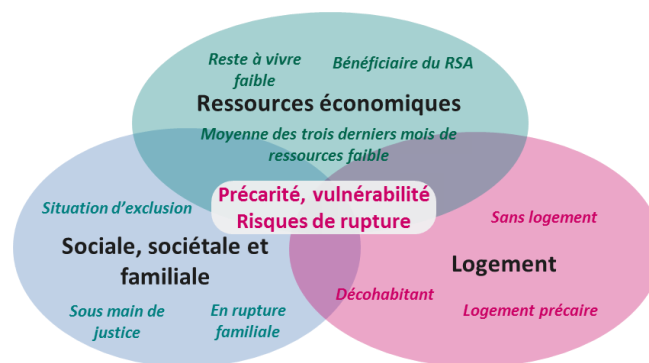 Reste à vivre
faible
Bénéficiaire du RSA
Ressources économiques
Moyenne des trois derniers mois de
ressources faible
Précarité, vulnérabilité
Risques de rupture
Situation d’exclusion
Sociale, sociétale et
familiale
Sous main de
justice
En rupture
familiale
Sans logement
Logement
Décohabitant
Logement précaire